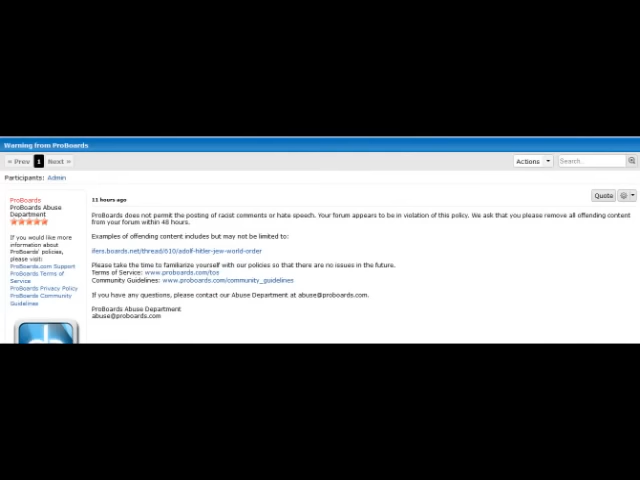 Warning from ProBoards
« Prev 1 Next » Actions Search
Participants: Admin
ProBoards
ProBoards Abuse
Department
If you would like more
information about
ProBoards' policies,
please visit:
ProBoards.com Support
ProBoards Terms of
Service
ProBoards Privacy Policy
ProBoards Community
Guidelines
11 hours ago
Quote
ProBoards does not permit the posting of racist comments or hate speech. Your forum appears to be in violation of this policy. We ask that you please remove all offending content
from your forum within 48 hours.
Examples of offending content includes but may not be limited to:
ifers.boards.net/thread/610/adolf-hitler-jew-world-order
Please take the time to familiarize yourself with our policies so that there are no issues in the future.
Terms of Service: www.proboards.com/tos
Community Guidelines: www.proboards.com/community_guidelines
If you have any questions, please contact our Abuse Department at abuse@proboards.com.
ProBoards Abuse Department
abuse@proboards.com